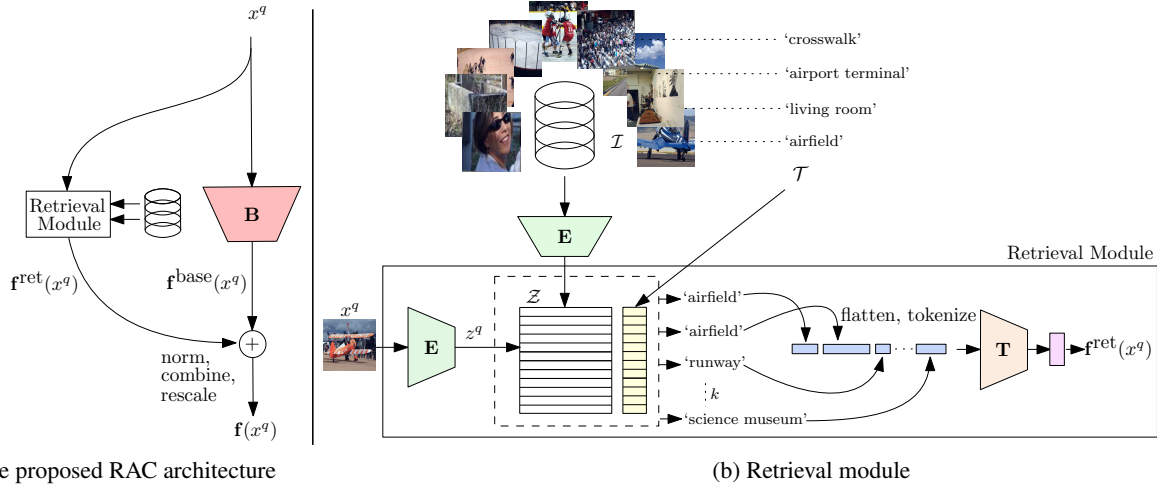 x^q
Retrieval
Module
B
f^ret(x^q)
f^base(x^q)
+
norm,
combine,
rescale
f(x^q)
e proposed RAC architecture
'crosswalk'
'airport terminal'
'living room'
'airfield'
I
T
E
Retrieval Module
x^q
E
z^q
Z
'airfield'
'airfield'
'runway'
k
'science museum'
flatten, tokenize
T
f^ret(x^q)
(b) Retrieval module